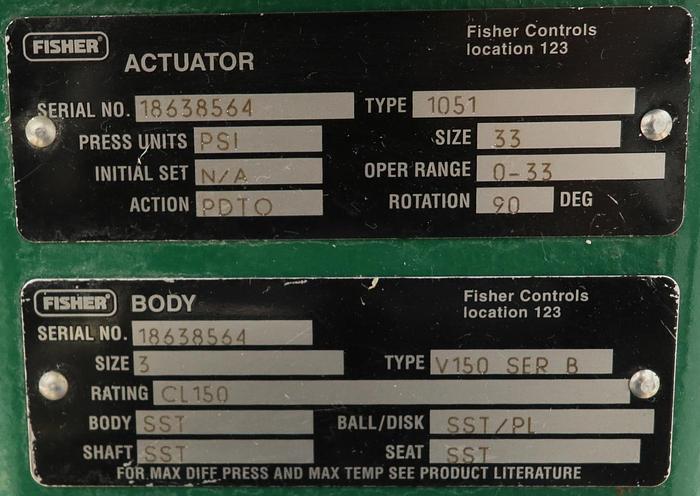 FISHER
ACTUATOR
Fisher Controls
location 123
SERIAL NO. 18638564 TYPE 1051
PRESS UNITS PSI SIZE 33
INITIAL SET N/A OPER RANGE 0-33
ACTION PDTO ROTATION 90 DEG
FISHER BODY
Fisher Controls
location 123
SERIAL NO. 18638564
SIZE 3 TYPE V150 SER B
RATING CL150
BODY SST BALL/DISK SST/PL
SHAFT SST SEAT SST
FOR MAX DIFF PRESS AND MAX TEMP SEE PRODUCT LITERATURE